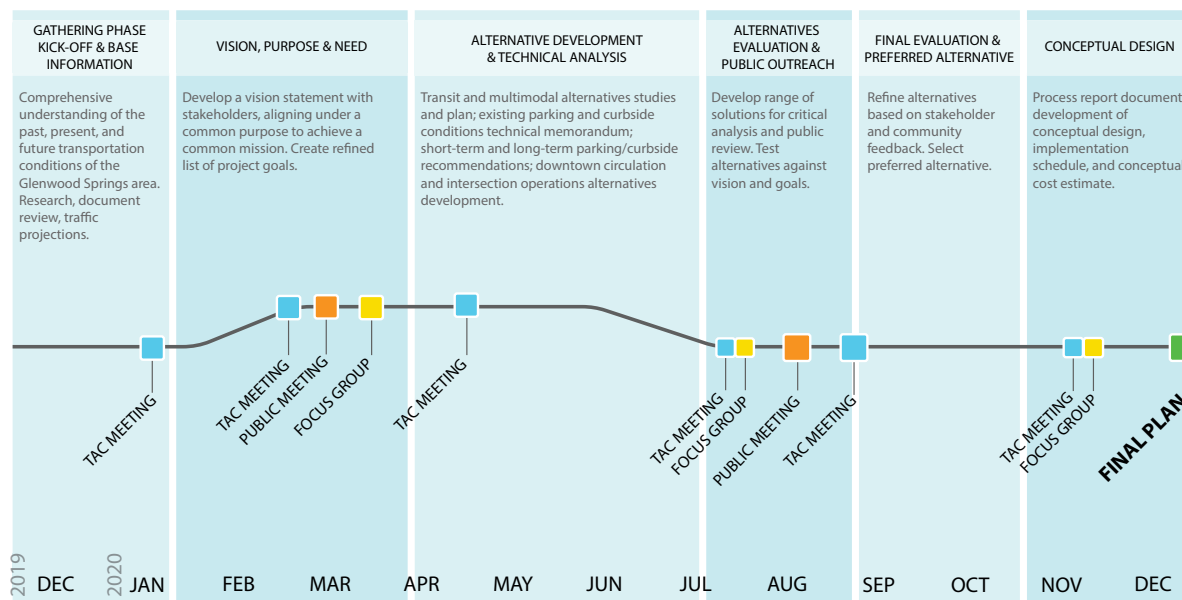 GATHERING PHASE
KICK-OFF & BASE
INFORMATION
Comprehensive
understanding of the
past, present, and
future transportation
conditions of the
Glenwood Springs area.
Research, document
review, traffic
projections.
VISION, PURPOSE & NEED
Develop a vision statement with
stakeholders, aligning under a
common purpose to achieve a
common mission. Create refined
list of project goals.
ALTERNATIVE DEVELOPMENT
& TECHNICAL ANALYSIS
Transit and multimodal alternatives studies
and plan; existing parking and curbside
conditions technical memorandum;
short-term and long-term parking/curbside
recommendations; downtown circulation
and intersection operations alternatives
development.
ALTERNATIVES
EVALUATION &
PUBLIC OUTREACH
Develop range of
solutions for critical
analysis and public
review. Test
alternatives against
vision and goals.
FINAL EVALUATION &
PREFERRED ALTERNATIVE
Refine alternatives
based on stakeholder
and community
feedback. Select
preferred alternative.
CONCEPTUAL DESIGN
Process report document,
development of
conceptual design,
implementation
schedule, and conceptual
cost estimate.
TAC MEETING
TAC MEETING
PUBLIC MEETING
FOCUS GROUP
TAC MEETING
TAC MEETING
FOCUS GROUP
PUBLIC MEETING
TAC MEETING
TAC MEETING
FOCUS GROUP
FINAL PLAN
2019
DEC
2020
JAN
FEB
MAR
APR
MAY
JUN
JUL
AUG
SEP
OCT
NOV
DEC